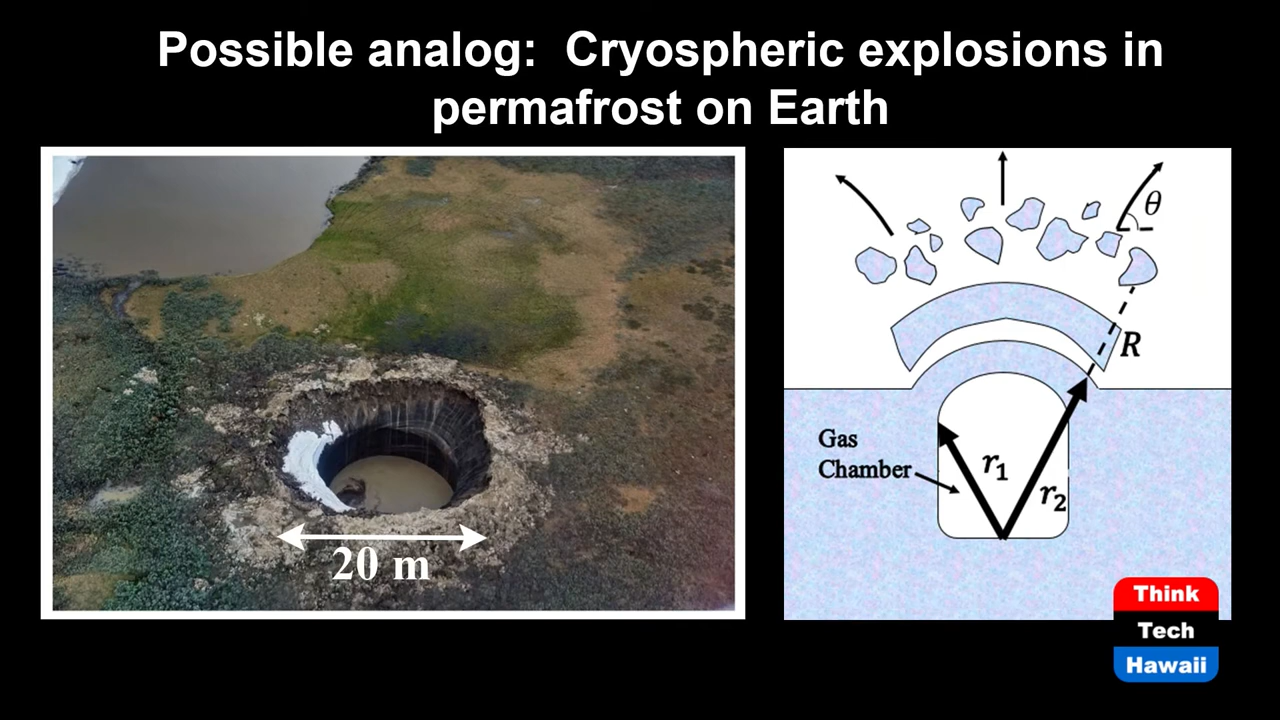 Possible analog: Cryospheric explosions in
permafrost on Earth
20 m
θ
R
Gas
Chamber
r₁
r₂
Think
Tech
Hawaii